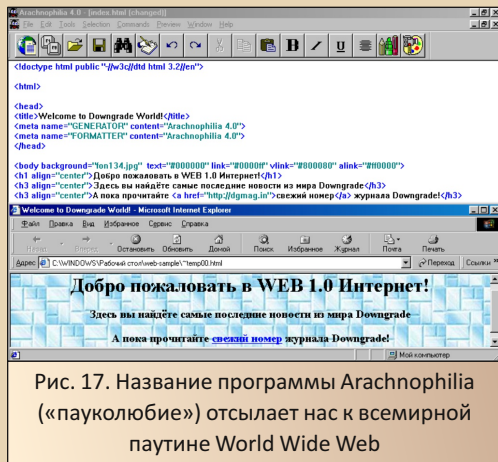 Arachnophilia 4.0 - [index.html (changed)]
File Edit Tools Selection Commands Preview Window Help
B I U
<!doctype html public "-//w3c//dtd html 3.2//en">
<html>
<head>
<title>Welcome to Downgrade World!</title>
<meta name="GENERATOR" content="Arachnophilia 4.0">
<meta name="FORMATTER" content="Arachnophilia 4.0">
</head>
<body background="fon134.jpg" text="#000000" link="#0000ff" vlink="#800080" alink="#ff0000">
<h1 align="center">Добро пожаловать в WEB 1.0 Интернет!</h1>
<h3 align="center">Здесь вы найдёте самые последние новости из мира Downgrade</h3>
<h3 align="center">А пока прочитайте <a href="http://dgmag.in">свежий номер</a> журнала Downgrade!</h3>
Welcome to Downgrade World! - Microsoft Internet Explorer
Файл Правка Вид Избранное Сервис Справка
Назад Вперед Остановить Обновить Домой Поиск Избранное Журнал Почта Печать
Адрес C:\WINDOWS\Рабочий стол\web-sample\~temp00.html Переход Ссылки »
Добро пожаловать в WEB 1.0 Интернет!
Здесь вы найдёте самые последние новости из мира Downgrade
А пока прочитайте свежий номер журнала Downgrade!
Мой компьютер
Рис. 17. Название программы Arachnophilia
(«пауколюбие») отсылает нас к всемирной
паутине World Wide Web